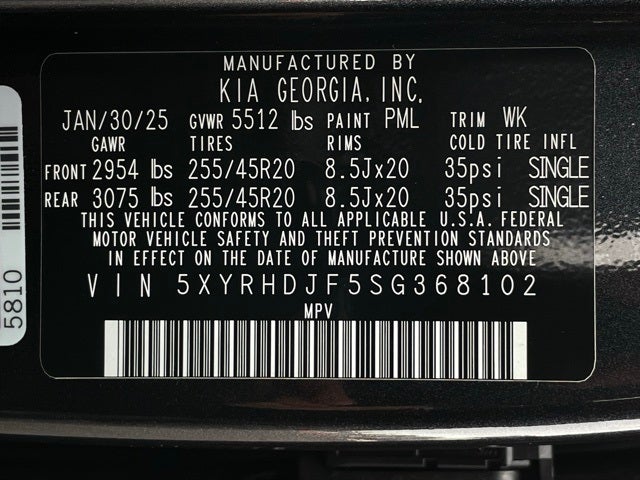 MANUFACTURED BY
KIA GEORGIA, INC.
JAN/30/25 GVWR 5512 lbs PAINT PML TRIM WK
GAWR TIRES RIMS COLD TIRE INFL
FRONT 2954 lbs 255/45R20 8.5Jx20 35psi SINGLE
REAR 3075 lbs 255/45R20 8.5Jx20 35psi SINGLE
THIS VEHICLE CONFORMS TO ALL APPLICABLE U.S.A. FEDERAL
MOTOR VEHICLE SAFETY AND THEFT PREVENTION STANDARDS
IN EFFECT ON THE DATE OF MANUFACTURE SHOWN ABOVE
VIN 5XYRHDJF5SG368102
MPV
5810